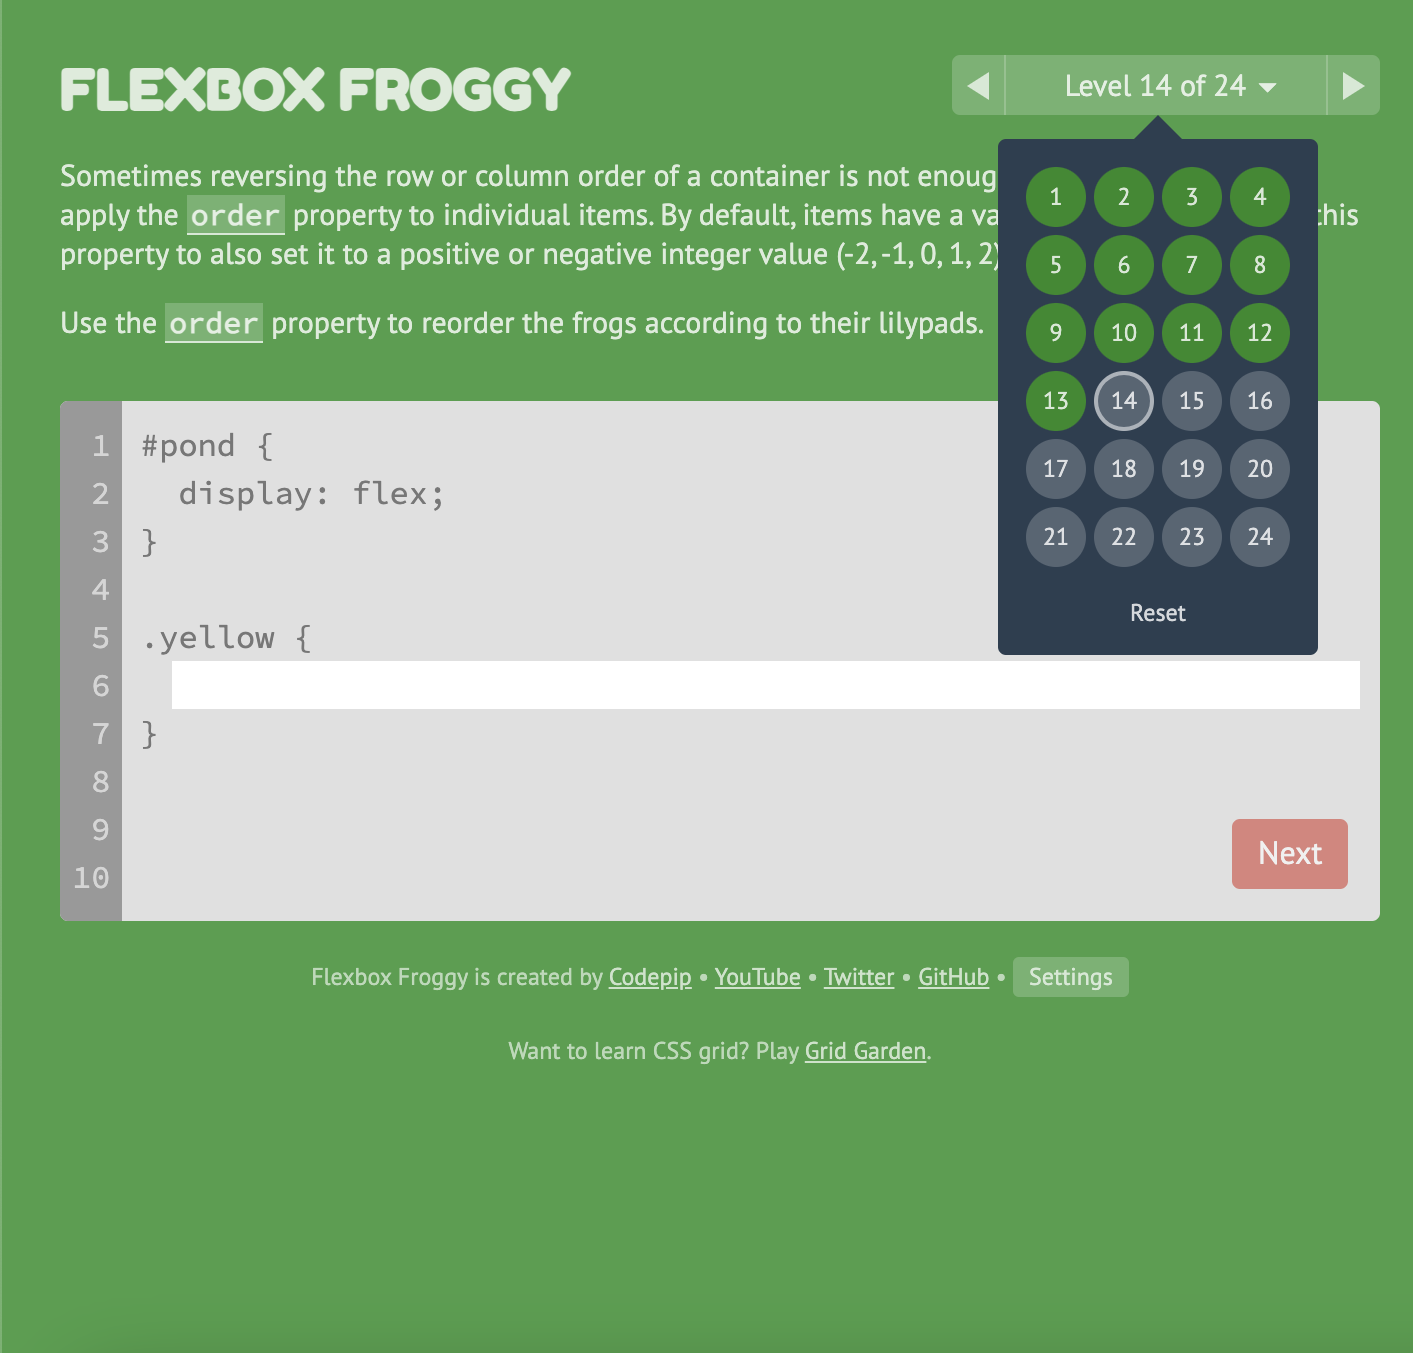 FLEXBOX FROGGY
Level 14 of 24
Sometimes reversing the row or column order of a container is not
apply the order property to individual items. By default, items have a
this
property to also set it to a positive or negative integer value (-2, -1, 0, 1, 2)
Use the order property to reorder the frogs according to their lilypads.
1 2 3 4
5 6 7 8
9 10 11 12
13 14 15 16
17 18 19 20
21 22 23 24
Reset
1 #pond {
2   display: flex;
3 }
4
5 .yellow {
6
7 }
8
9
10
Next
Flexbox Froggy is created by Codepip • YouTube • Twitter • GitHub • Settings
Want to learn CSS grid? Play Grid Garden.